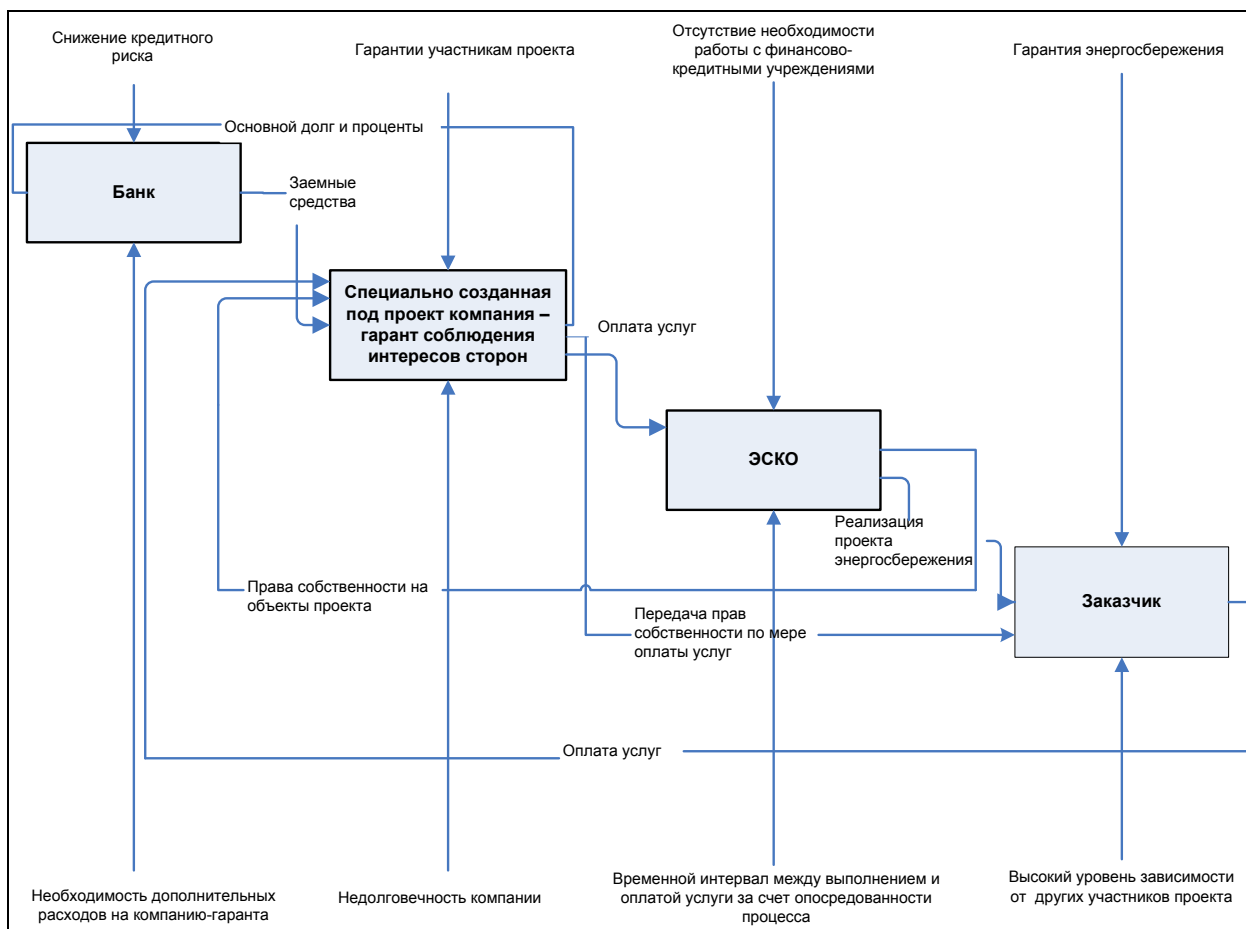 Снижение кредитного
риска
Гарантии участникам проекта
Отсутствие необходимости
работы с финансово-
кредитными учреждениями
Гарантия энергосбережения
Основной долг и проценты
Банк
Заемные
средства
Специально созданная
под проект компания –
гарант соблюдения
интересов сторон
Оплата услуг
ЭСКО
Реализация
проекта
энергосбережения
Права собственности на
объекты проекта
Заказчик
Передача прав
собственности по мере
оплаты услуг
Оплата услуг
Необходимость дополнительных
расходов на компанию-гаранта
Недолговечность компании
Временной интервал между выполнением и
оплатой услуги за счет опосредованности
процесса
Высокий уровень зависимости
от других участников проекта